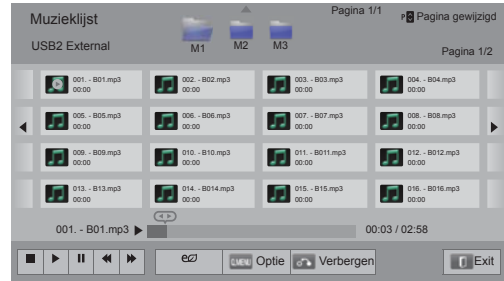 Muzieklijst
Pagina 1/1
P Pagina gewijzigd
USB2 External
M1 M2 M3
Pagina 1/2
001. - B01.mp3
00:00
002. - B02.mp3
00:00
003. - B03.mp3
00:00
004. - B04.mp3
00:00
005. - B05.mp3
00:00
006. - B06.mp3
00:00
007. - B07.mp3
00:00
008. - B08.mp3
00:00
009. - B09.mp3
00:00
010. - B10.mp3
00:00
011. - B011.mp3
00:00
012. - B012.mp3
00:00
013. - B13.mp3
00:00
014. - B014.mp3
00:00
015. - B15.mp3
00:00
016. - B016.mp3
00:00
001. - B01.mp3
00:03 / 02:58
Q.MENU Optie Verbergen Exit